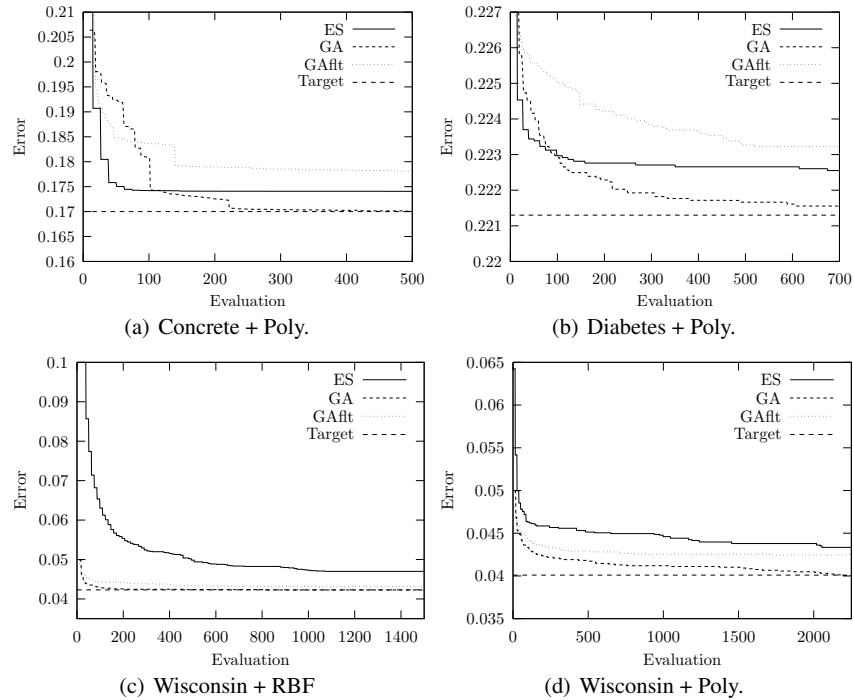 0.21
0.205
0.2
0.195
0.19
0.185
0.18
0.175
0.17
0.165
0.16
Error
0 100 200 300 400 500
Evaluation
ES
GA
GAflt
Target
(a) Concrete + Poly.
0.227
0.226
0.225
0.224
0.223
0.222
0.221
0.22
Error
0 100 200 300 400 500 600 700
Evaluation
ES
GA
GAflt
Target
(b) Diabetes + Poly.
0.1
0.09
0.08
0.07
0.06
0.05
0.04
Error
0 200 400 600 800 1000 1200 1400
Evaluation
ES
GA
GAflt
Target
(c) Wisconsin + RBF
0.065
0.06
0.055
0.05
0.045
0.04
0.035
Error
0 500 1000 1500 2000
Evaluation
ES
GA
GAflt
Target
(d) Wisconsin + Poly.